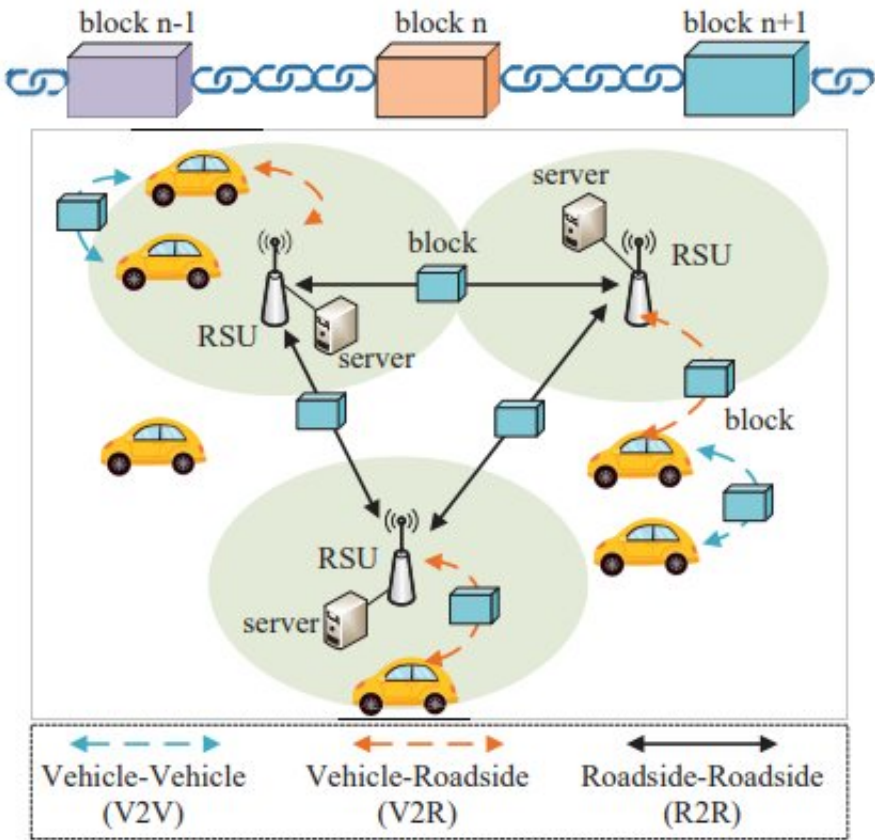 block n-1
block n
block n+1
server
block
RSU
RSU
server
block
RSU
server
Vehicle-Vehicle
(V2V)
Vehicle-Roadside
(V2R)
Roadside-Roadside
(R2R)